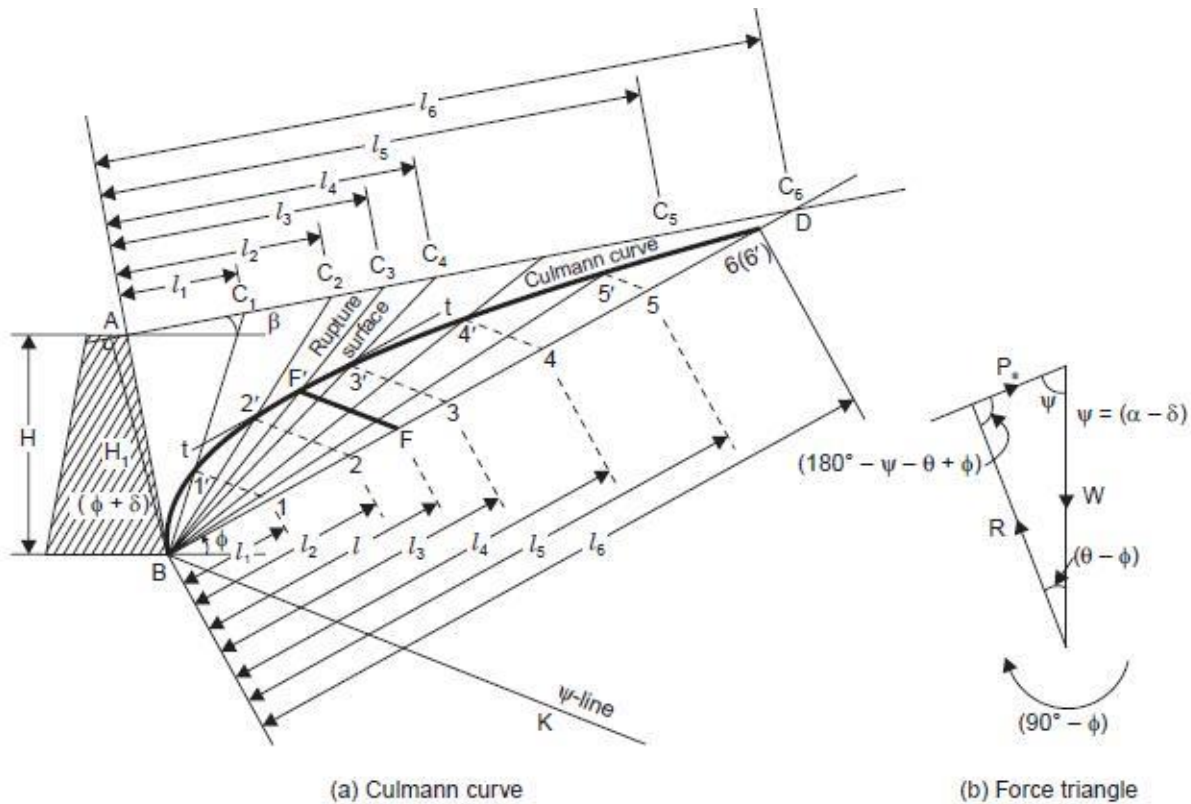 l₆
l₅
l₄
l₃
l₂
l₁
C₆
D
C₅
C₄
C₃
C₂
C₁
A
α
β
Rupture
surface
Culmann curve
6(6′)
5′
5
t
4′
4
F′
3′
3
2′
F
2
t
H
H₁
1′
1
(ϕ + δ)
ϕ
B
l₁
l₂
l
l₃
l₄
l₅
l₆
ψ-line
K
(a) Culmann curve
Pₐ
ψ
ψ = (α − δ)
(180° − ψ − θ + ϕ)
W
R
(θ − ϕ)
(90° − ϕ)
(b) Force triangle